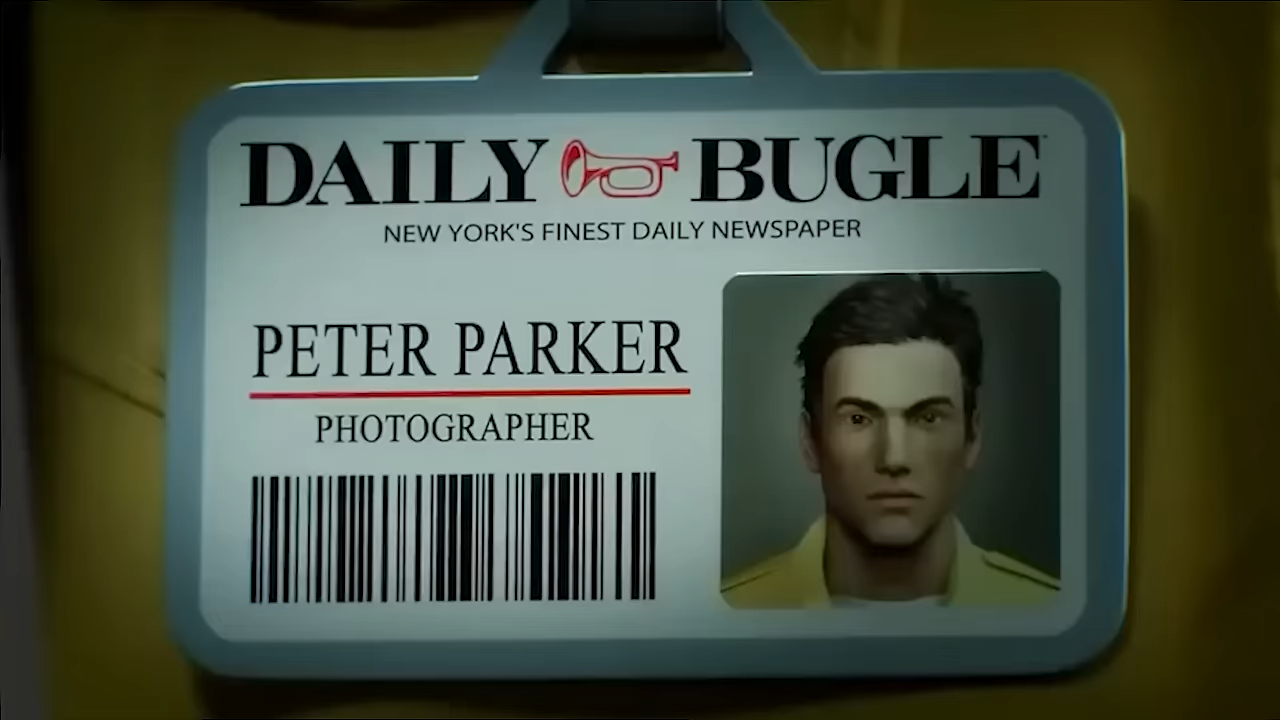 DAILY BUGLE
NEW YORK'S FINEST DAILY NEWSPAPER
PETER PARKER
PHOTOGRAPHER